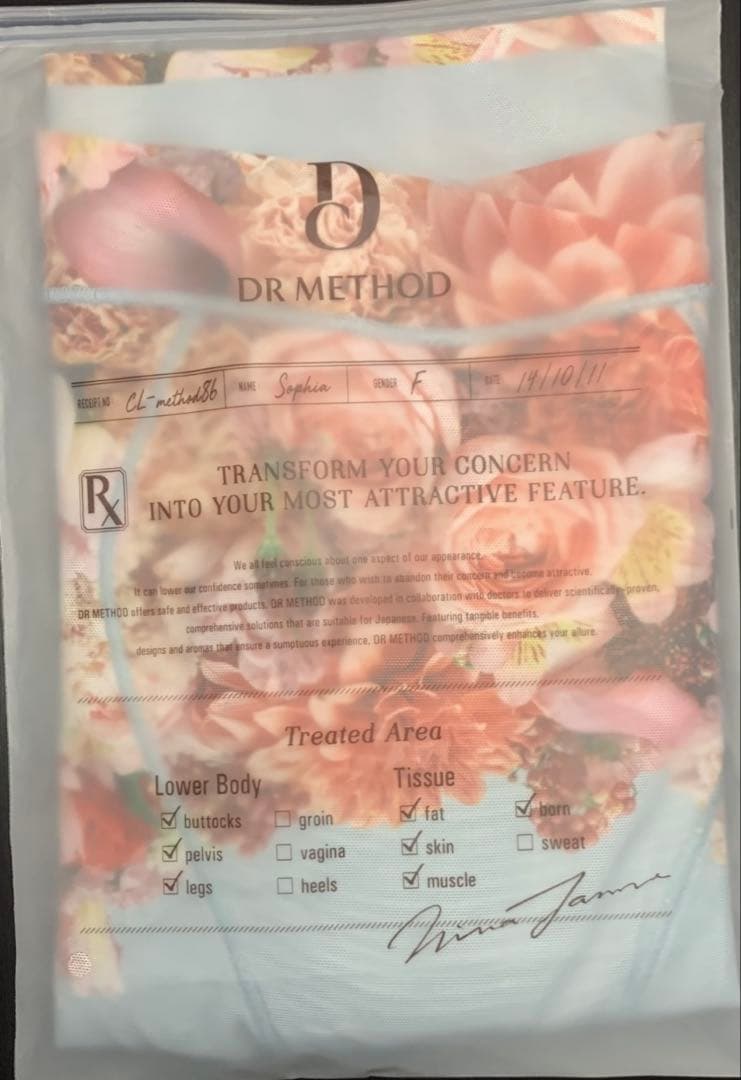 DR METHOD
RECEIPT NO CL-method86 NAME Sophia GENDER F DATE 14/10/11
Rx TRANSFORM YOUR CONCERN
INTO YOUR MOST ATTRACTIVE FEATURE.
We all feel conscious about one aspect of our appearance.
It can lower our confidence sometimes. For those who wish to abandon their concern and become attractive.
DR METHOD offers safe and effective products. DR METHOD was developed in collaboration with doctors to deliver scientifically-proven,
comprehensive solutions that are suitable for Japanese. Featuring tangible benefits.
designs and aromas that ensure a sumptuous experience, DR METHOD comprehensively enhances your allure.
Treated Area
Lower Body Tissue
buttocks groin fat born
pelvis vagina skin sweat
legs heels muscle